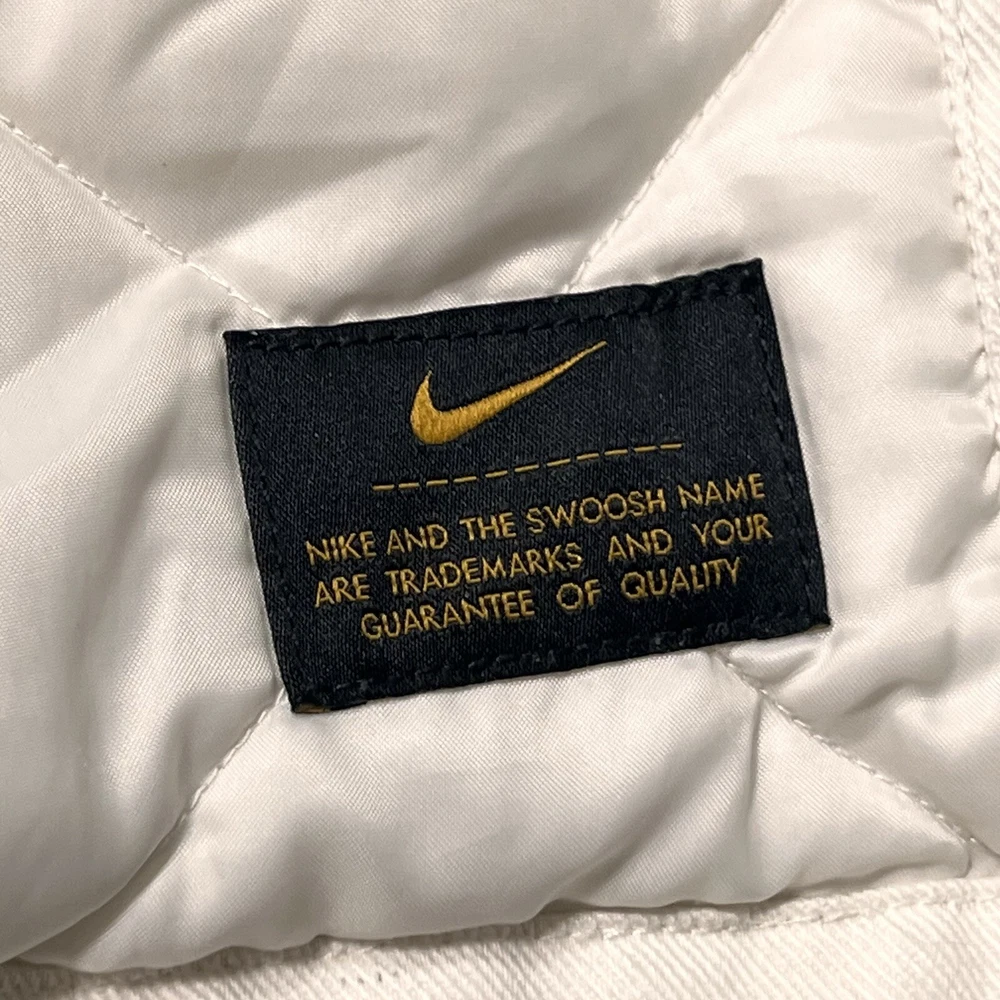 NIKE AND THE SWOOSH NAME
ARE TRADEMARKS AND YOUR
GUARANTEE OF QUALITY